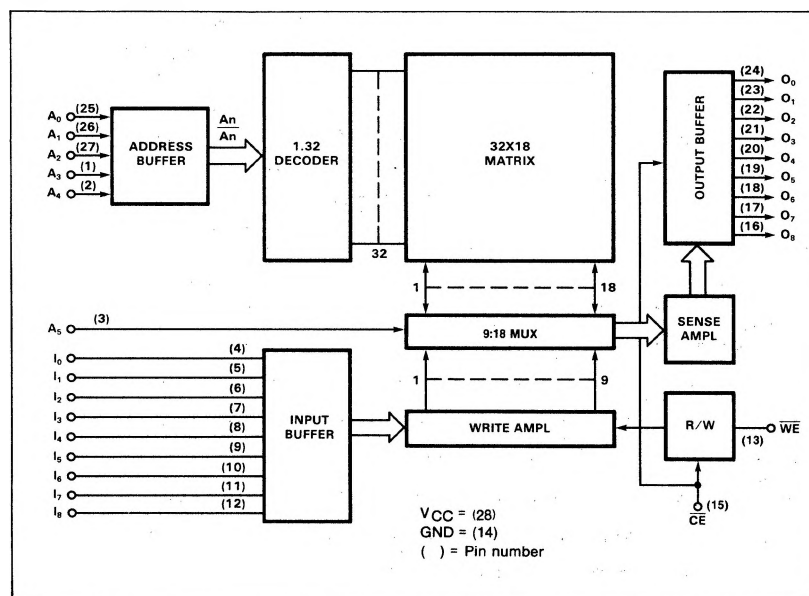 A0 (25)
A1 (26)
A2 (27)
A3 (1)
A4 (2)
ADDRESS
BUFFER
An
An
1.32
DECODER
32
32X18
MATRIX
OUTPUT BUFFER
(24) O0
(23) O1
(22) O2
(21) O3
(20) O4
(19) O5
(18) O6
(17) O7
(16) O8
1 18
A5 (3)
9:18 MUX
SENSE
AMPL
1 9
I0 (4)
I1 (5)
I2 (6)
I3 (7)
I4 (8)
I5 (9)
I6 (10)
I7 (11)
I8 (12)
INPUT
BUFFER
WRITE AMPL
R/W
(13) WE
(15)
CE
VCC = (28)
GND = (14)
( ) = Pin number